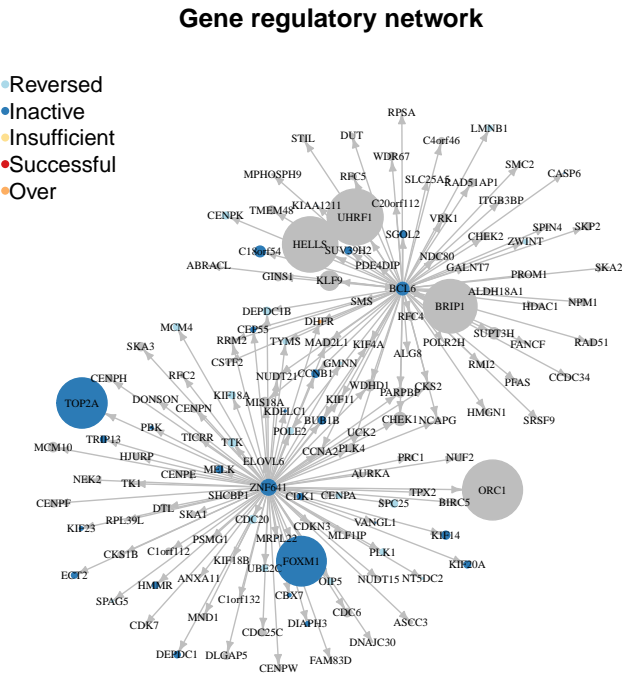 Gene regulatory network
Reversed
Inactive
Insufficient
Successful
Over
RPSA
LMNB1
STIL
DUT
C4orf46
WDR67
SMC2
CASP6
MPHOSPH9
RFC5
SLC25A5
RAD51AP1
ITGB3BP
KIAA1211
C20orf112
TMEM48
CENPK
UHRF1
VRK1
SPIN4
SKP2
SGOL2
CHEK2
ZWINT
HELLS
SUV39H2
C18orf54
NDC80
ABRACL
PDE4DIP
GALNT7
SKA2
GINS1
KLF9
PROM1
BCL6
ALDH18A1
SMS
HDAC1
NPM1
DEPDC1B
BRIP1
RFC4
MCM4
CEP55
DHFR
SUPT3H
RRM2
TYMS
MAD2L1
KIF4A
POLR2H
FANCF
RAD51
SKA3
ALG8
CSTF2
GMNN
RMI2
CCDC34
RFC2
NUDT21
CCNB1
CENPH
WDHD1
CKS2
PFAS
PARPBP
DONSON
KIF18A
MIS18A
KIF11
TOP2A
CENPN
KDELC1
HMGN1
SRSF9
BUB1B
CHEK1
NCAPG
PBK
POLE2
UCK2
TRIP13
TICRR
TTK
MCM10
CCNA2
PLK4
HJURP
ELOVL6
PRC1
NUF2
CENPE
MELK
AURKA
NEK2
TK1
ZNF641
ORC1
SHCBP1
CDK1
CENPA
TPX2
CENPF
DTL
SPC25
BIRC5
RPL39L
SKA1
CDC20
VANGL1
KIF23
CDKN3
KIF14
CKS1B
PSMG1
MRPL22
MLF1IP
C1orf112
PLK1
KIF18B
FOXM1
KIF20A
ECT2
UBE2C
ANXA11
OIP5
NUDT15
NT5DC2
HMMR
SPAG5
C1orf132
CBX7
CDC6
MND1
ASCC3
CDK7
DIAPH3
CDC25C
DNAJC30
DEPDC1
DLGAP5
FAM83D
CENPW